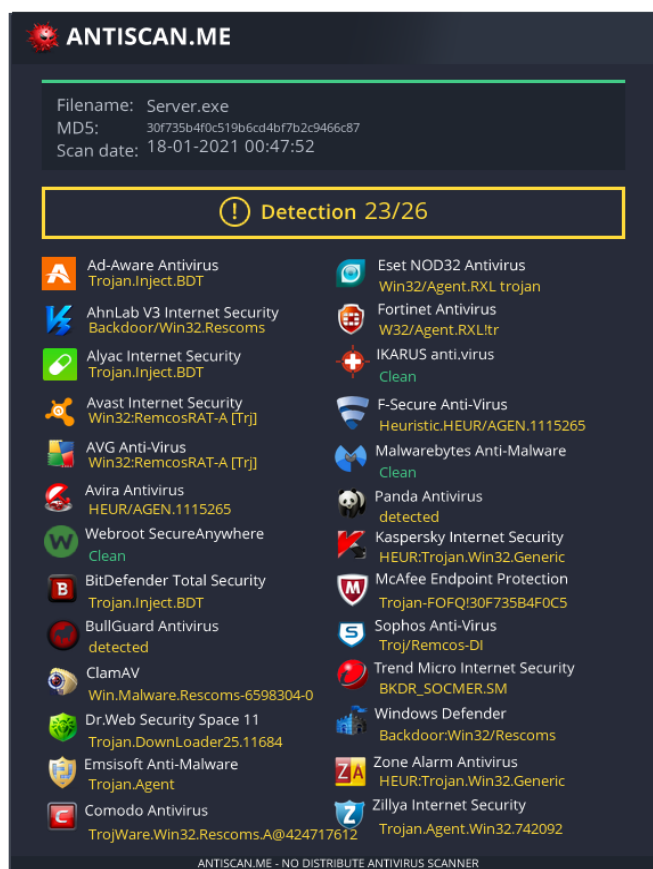 ANTISCAN.ME
Filename: Server.exe
MD5: 30f735b4f0c519b6cd4bf7b2c9466c87
Scan date: 18-01-2021 00:47:52
Detection 23/26
Ad-Aware Antivirus
Trojan.Inject.BDT
AhnLab V3 Internet Security
Backdoor/Win32.Rescoms
Alyac Internet Security
Trojan.Inject.BDT
Avast Internet Security
Win32:RemcosRAT-A [Trj]
AVG Anti-Virus
Win32:RemcosRAT-A [Trj]
Avira Antivirus
HEUR/AGEN.1115265
Webroot SecureAnywhere
Clean
BitDefender Total Security
Trojan.Inject.BDT
BullGuard Antivirus
detected
ClamAV
Win.Malware.Rescoms-6598304-0
Dr.Web Security Space 11
Trojan.DownLoader25.11684
Emsisoft Anti-Malware
Trojan.Agent
Comodo Antivirus
TrojWare.Win32.Rescoms.A@424717612
Eset NOD32 Antivirus
Win32/Agent.RXL trojan
Fortinet Antivirus
W32/Agent.RXL!tr
IKARUS anti.virus
Clean
F-Secure Anti-Virus
Heuristic.HEUR/AGEN.1115265
Malwarebytes Anti-Malware
Clean
Panda Antivirus
detected
Kaspersky Internet Security
HEUR:Trojan.Win32.Generic
McAfee Endpoint Protection
Trojan-FOFQ!30F735B4F0C5
Sophos Anti-Virus
Troj/Remcos-DI
Trend Micro Internet Security
BKDR_SOCMER.SM
Windows Defender
Backdoor:Win32/Rescoms
Zone Alarm Antivirus
HEUR:Trojan.Win32.Generic
Zillya Internet Security
Trojan.Agent.Win32.742092
ANTISCAN.ME - NO DISTRIBUTE ANTIVIRUS SCANNER